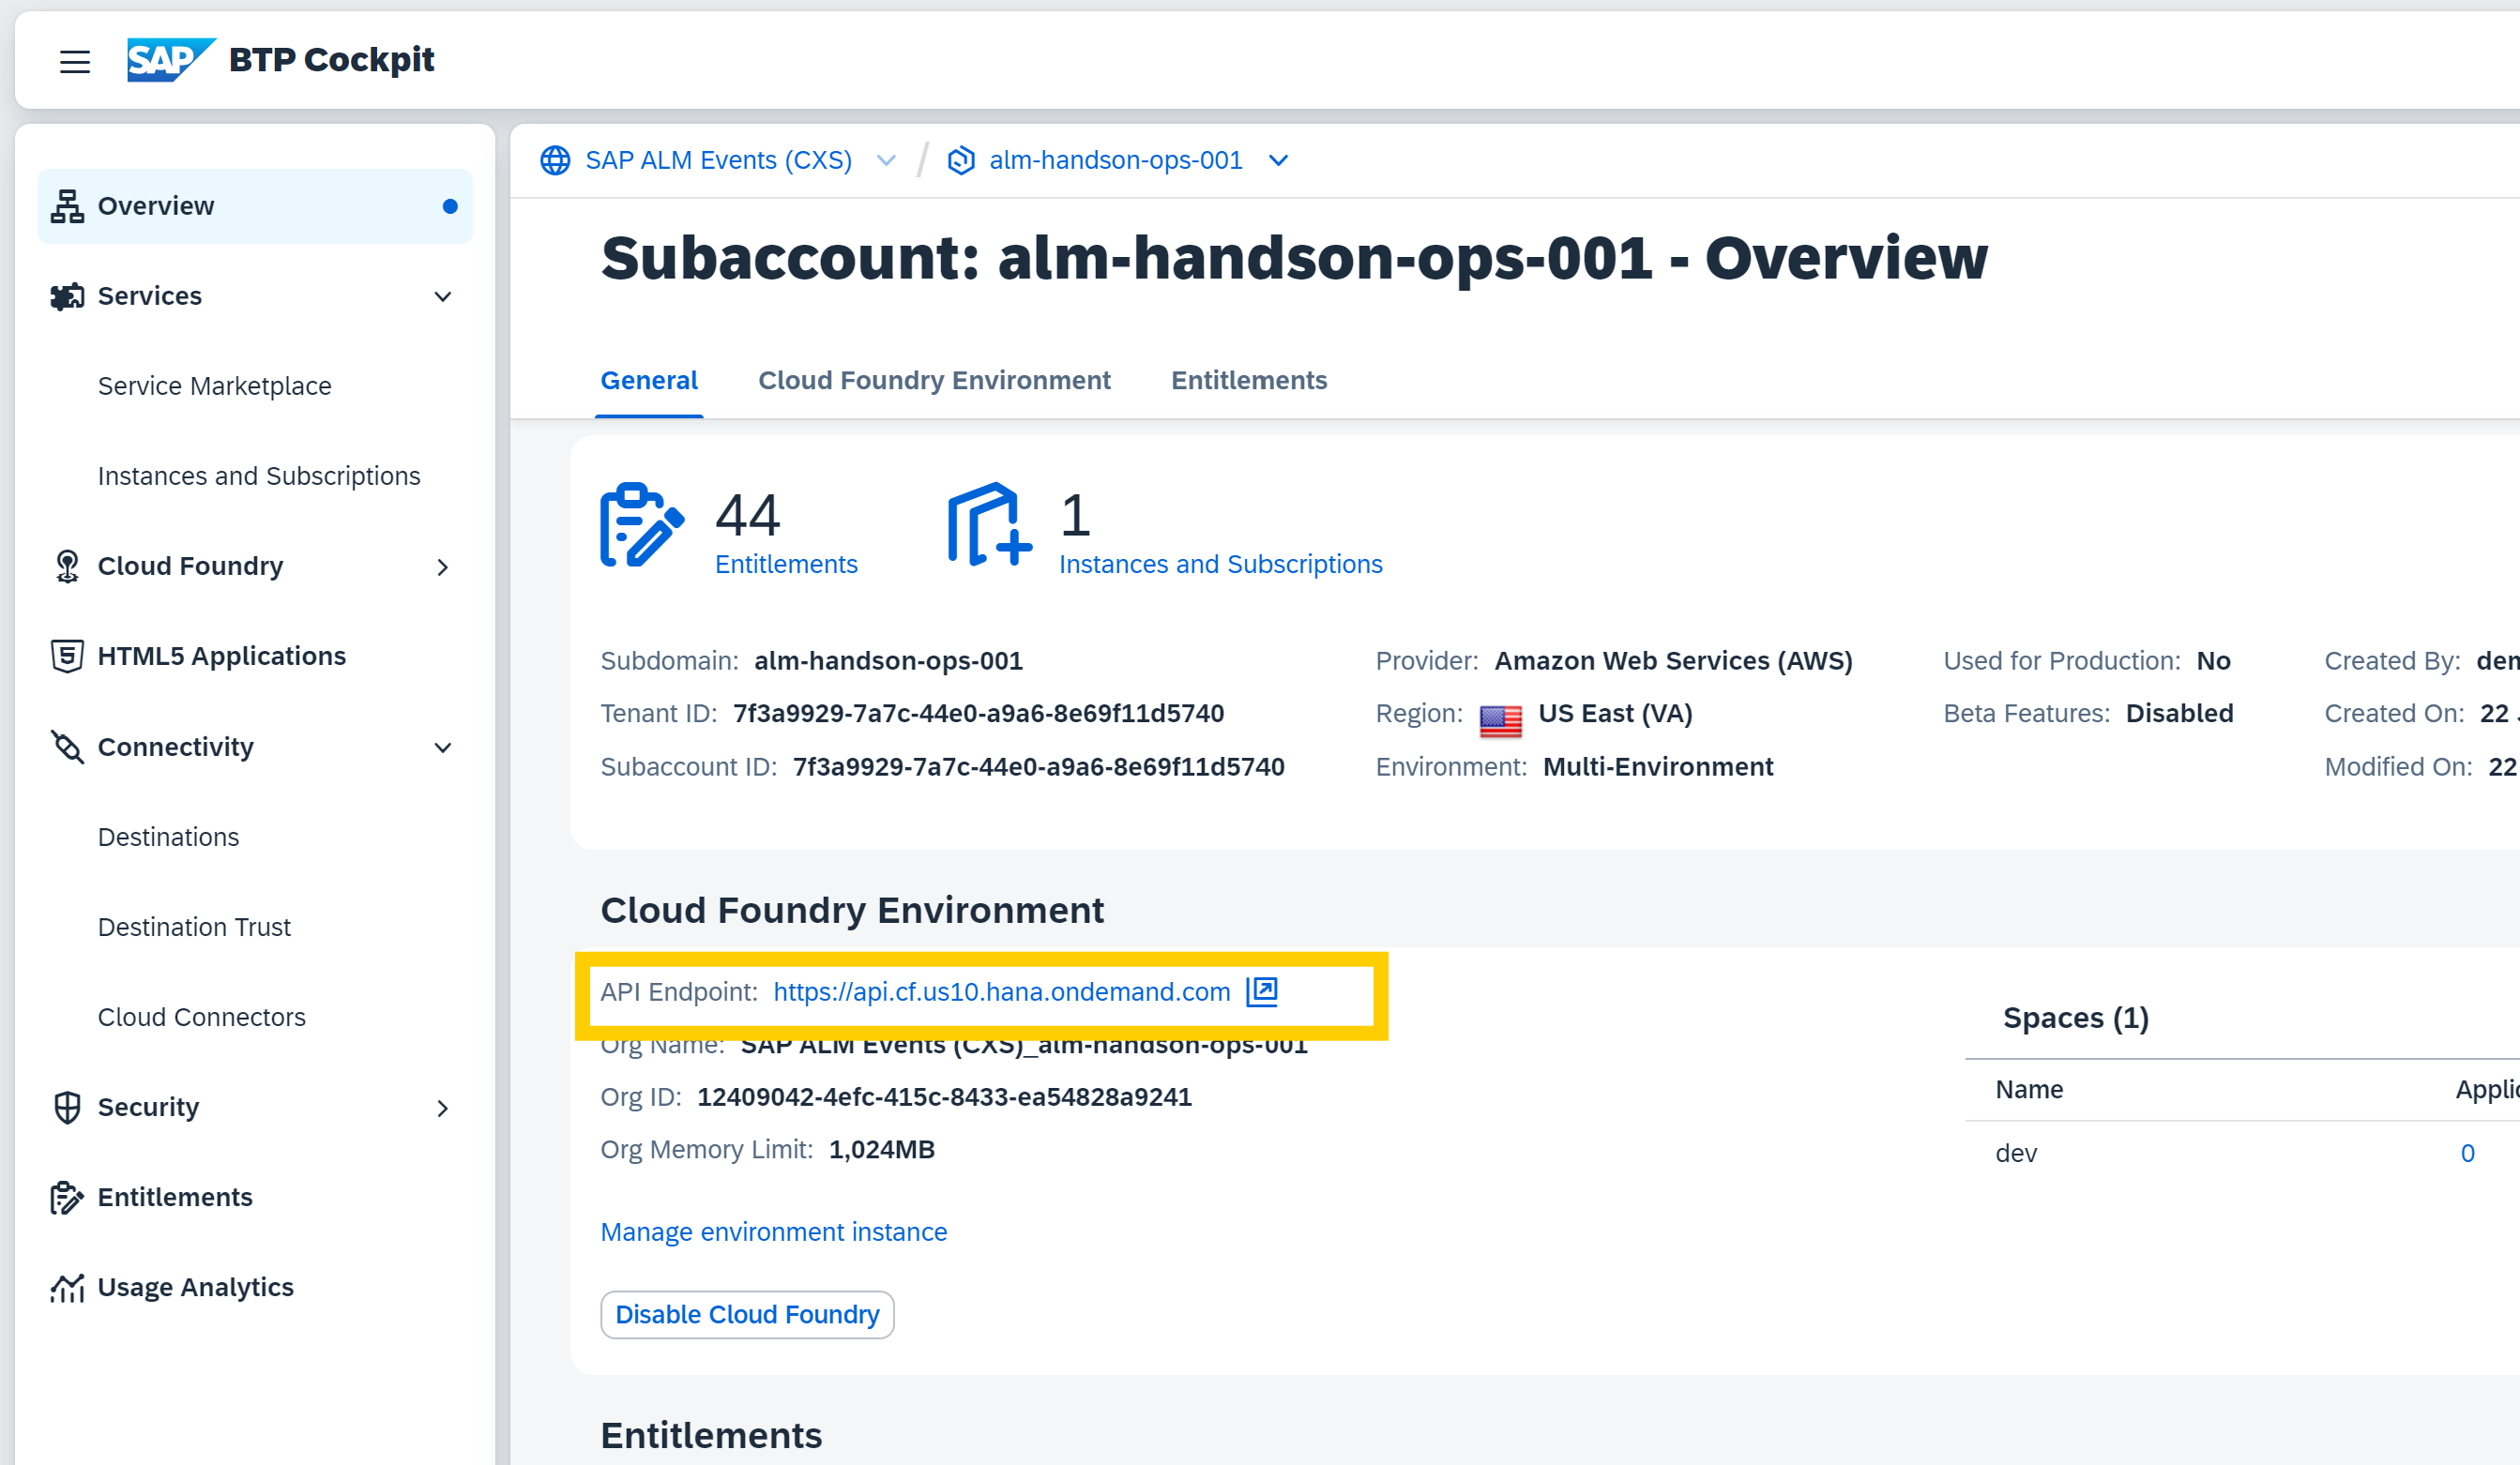 SAP BTP Cockpit
Overview
Services
Service Marketplace
Instances and Subscriptions
Cloud Foundry
HTML5 Applications
Connectivity
Destinations
Destination Trust
Cloud Connectors
Security
Entitlements
Usage Analytics
SAP ALM Events (CXS) / alm-handson-ops-001
Subaccount: alm-handson-ops-001 - Overview
General Cloud Foundry Environment Entitlements
44 1
Entitlements Instances and Subscriptions
Subdomain: alm-handson-ops-001 Provider: Amazon Web Services (AWS) Used for Production: No Created By:
Tenant ID: 7f3a9929-7a7c-44e0-a9a6-8e69f11d5740 Region: US East (VA) Beta Features: Disabled Created On: 22
Subaccount ID: 7f3a9929-7a7c-44e0-a9a6-8e69f11d5740 Environment: Multi-Environment Modified On: 22
Cloud Foundry Environment
API Endpoint: https://api.cf.us10.hana.ondemand.com
Org Name: SAP ALM Events (CXS)_alm-handson-ops-001
Org ID: 12409042-4efc-415c-8433-ea54828a9241
Org Memory Limit: 1,024MB
Manage environment instance
Disable Cloud Foundry
Spaces (1)
Name
dev 0
Entitlements